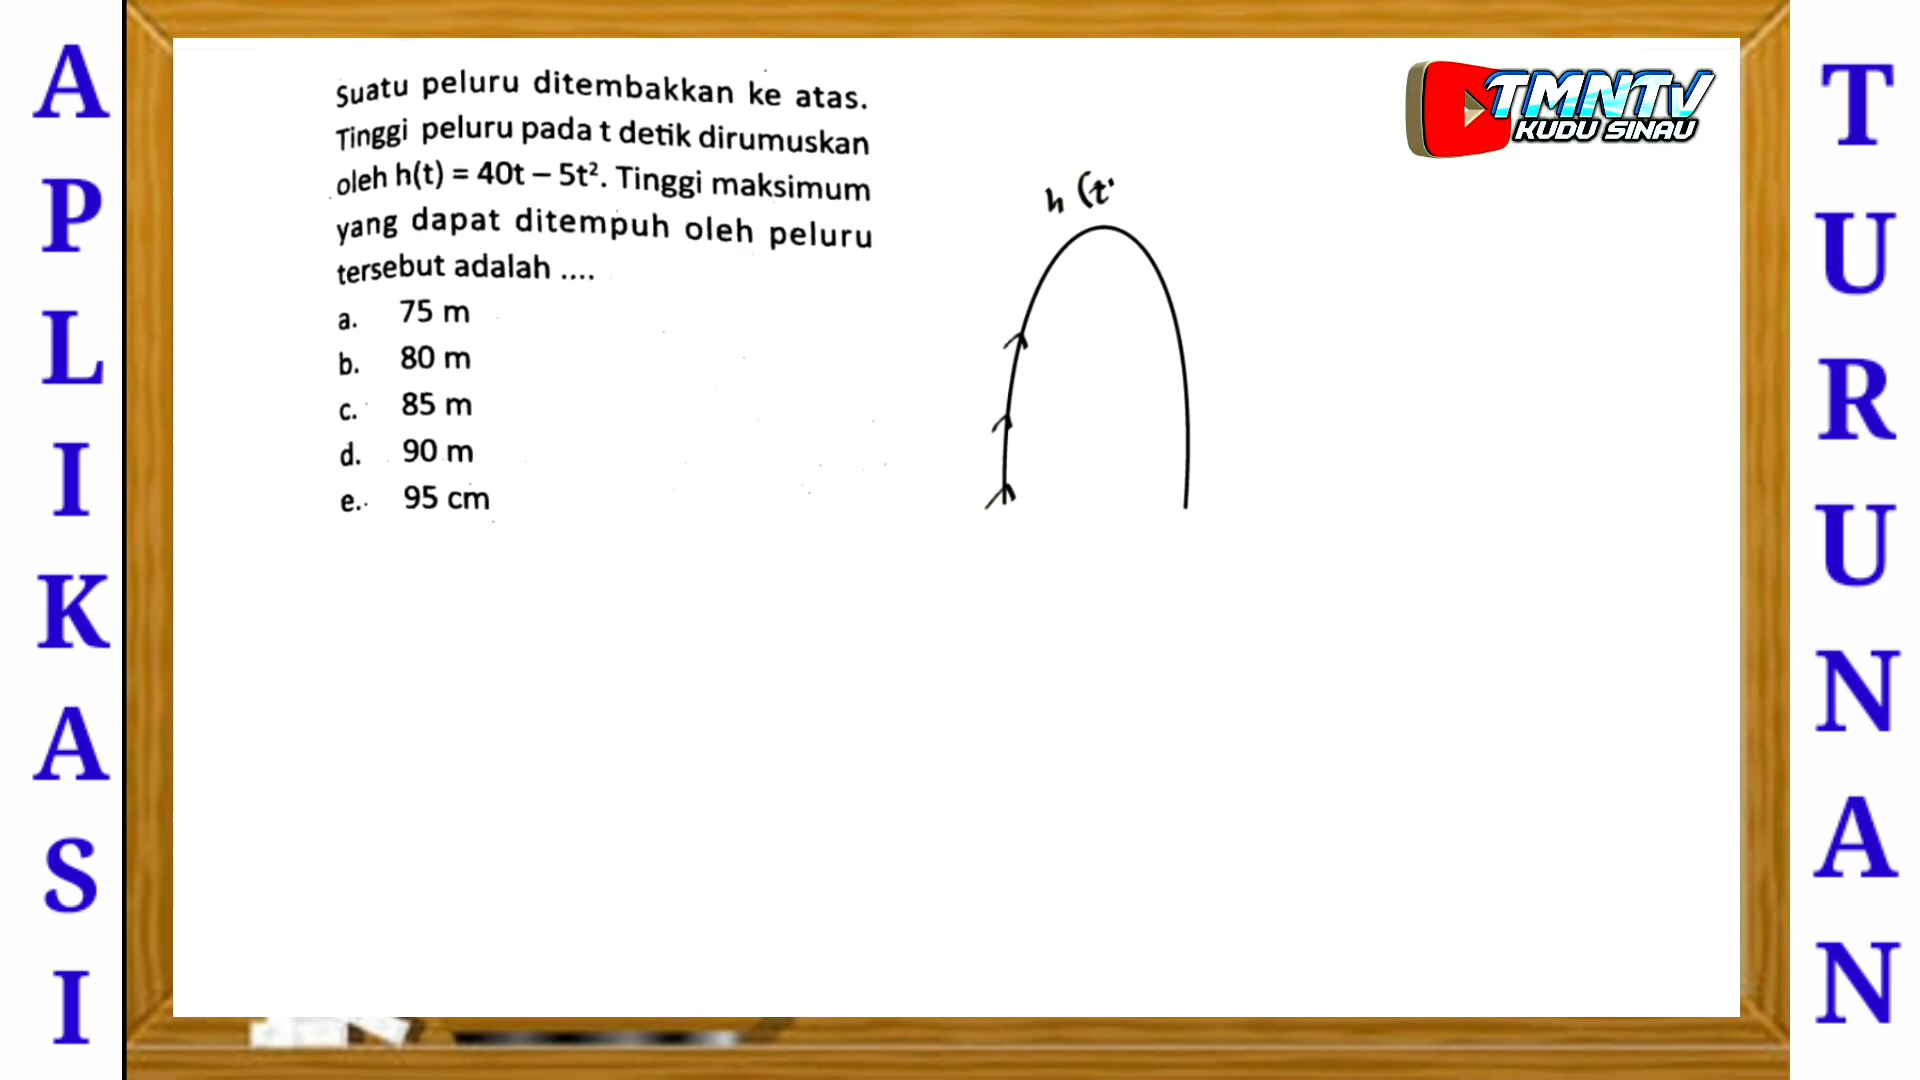 APLIKASI
Suatu peluru ditembakkan ke atas.
Tinggi peluru pada t detik dirumuskan
oleh h(t) = 40t – 5t². Tinggi maksimum
yang dapat ditempuh oleh peluru
tersebut adalah ....
a. 75 m
b. 80 m
c. 85 m
d. 90 m
e. 95 cm
h (t
TMNTV
KUDU SINAU
TURUNAN